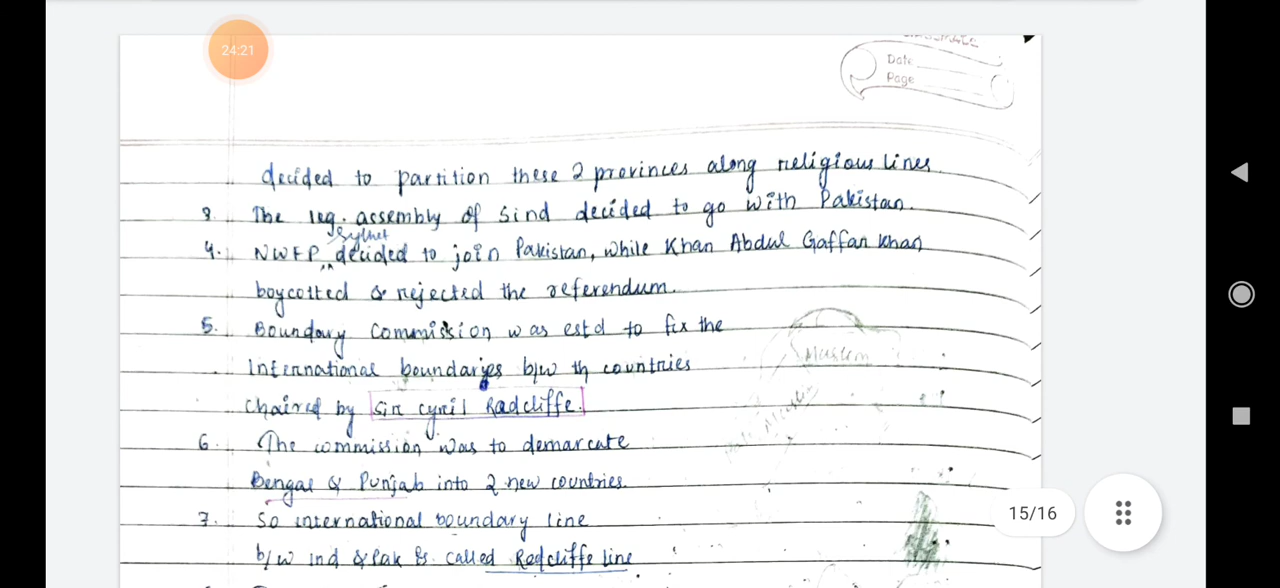 24:21
Date
Page
decided to partition these 2 provinces along religious lines
3. The leg. assembly of Sind decided to go with Pakistan.
Sylhet
4. NWFP decided to join Pakistan, while Khan Abdul Gaffar Khan
boycotted & rejected the referendum.
5. Boundary Commission was estd to fix the
International boundaries b/w th countries
Chaired by Sir Cyril Radcliffe.
Muslim
6. The commission was to demarcate
Bengal & Punjab into 2 new countries.
7. So international boundary line
15/16
b/w ind & Pak is called Redcliffe line